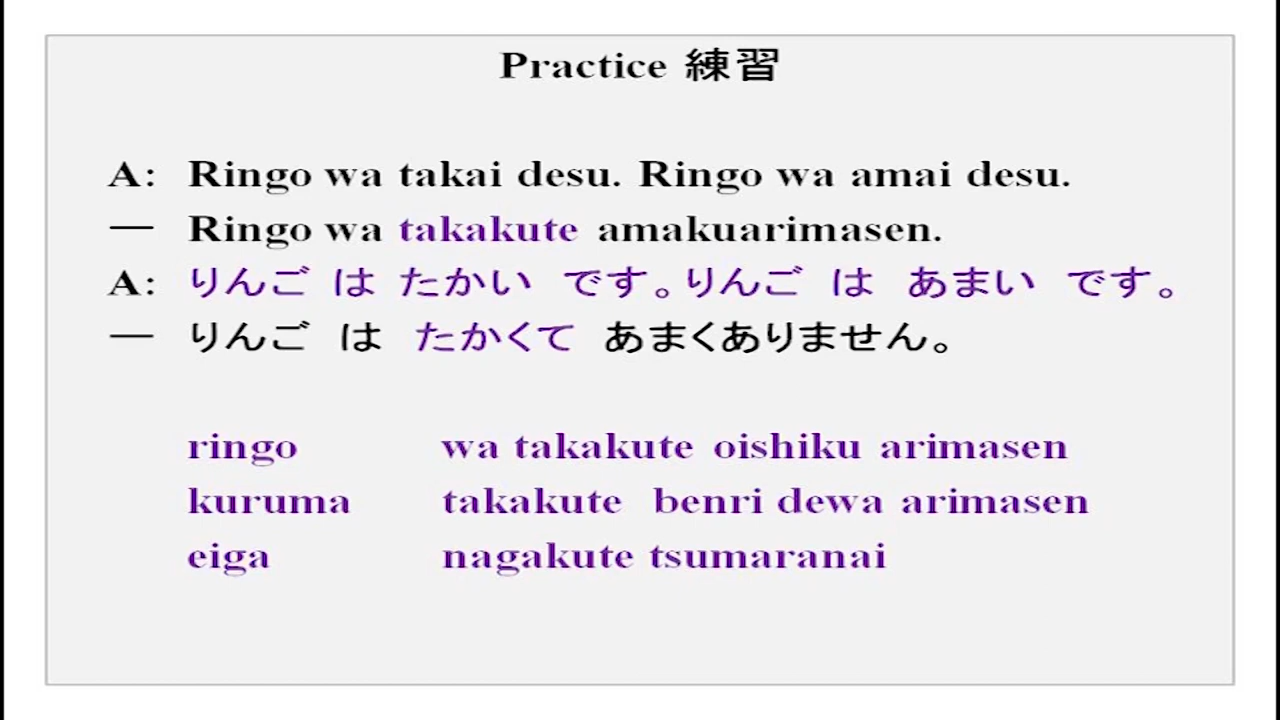 Practice 練習
A: Ringo wa takai desu. Ringo wa amai desu.
— Ringo wa takakute amakuarimasen.
A: りんご は たかい です。りんご は あまい です。
— りんご は たかくて あまくありません。
ringo wa takakute oishiku arimasen
kuruma takakute benri dewa arimasen
eiga nagakute tsumaranai